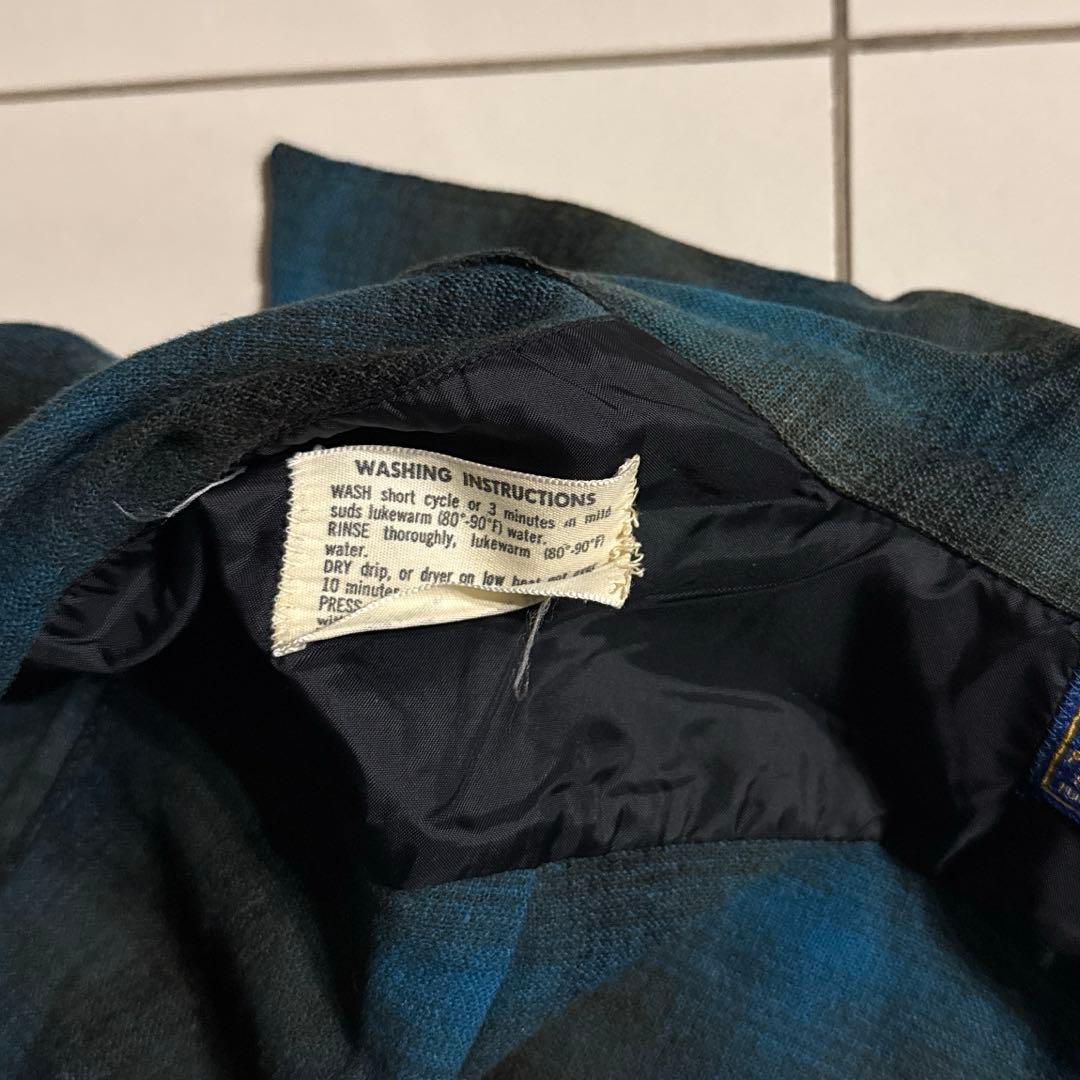 WASHING INSTRUCTIONS
WASH short cycle or 3 minutes in mild
suds lukewarm (80°-90°F) water.
RINSE thoroughly, lukewarm (80°-90°F)
water.
DRY drip, or dryer on low heat not over
10 minutes
PRESS